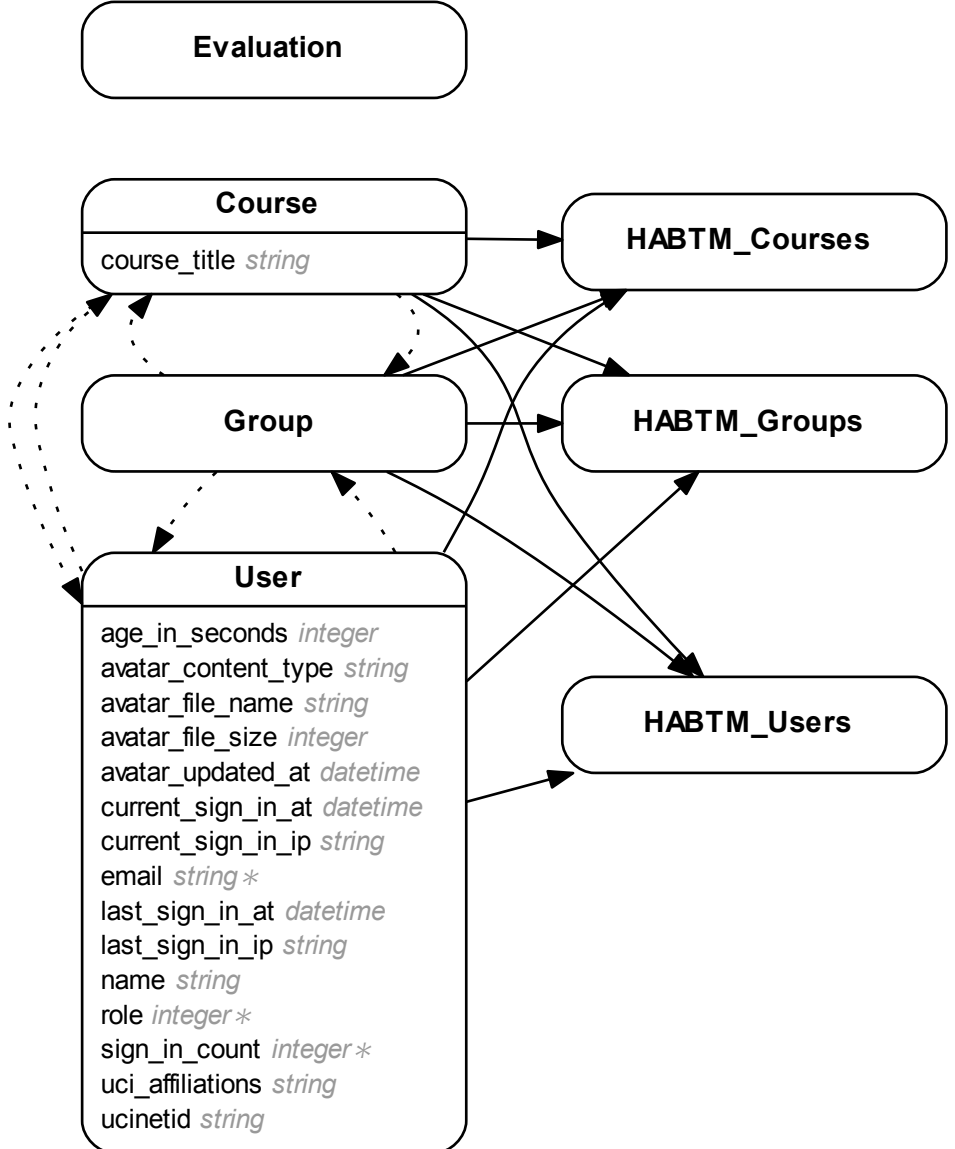 Evaluation
Course
course_title string
HABTM_Courses
Group
HABTM_Groups
User
age_in_seconds integer
avatar_content_type string
avatar_file_name string
avatar_file_size integer
avatar_updated_at datetime
current_sign_in_at datetime
current_sign_in_ip string
email string ∗
last_sign_in_at datetime
last_sign_in_ip string
name string
role integer ∗
sign_in_count integer ∗
uci_affiliations string
ucinetid string
HABTM_Users